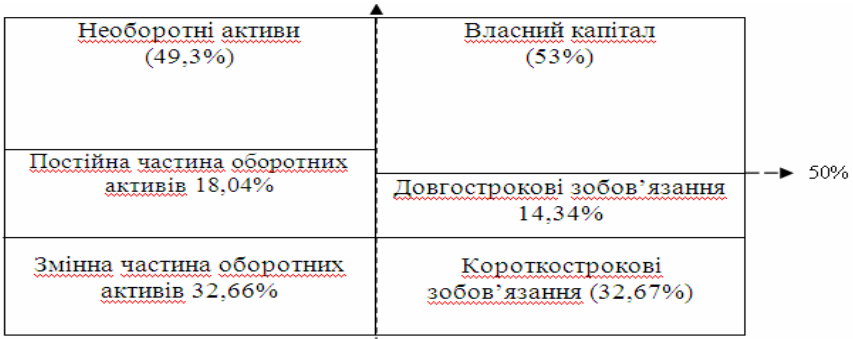 Необоротні активи
(49,3%)
Власний капітал
(53%)
Постійна частина оборотних
активів 18,04%
50%
Довгострокові зобов’язання
14,34%
Змінна частина оборотних
активів 32,66%
Короткострокові
зобов’язання (32,67%)